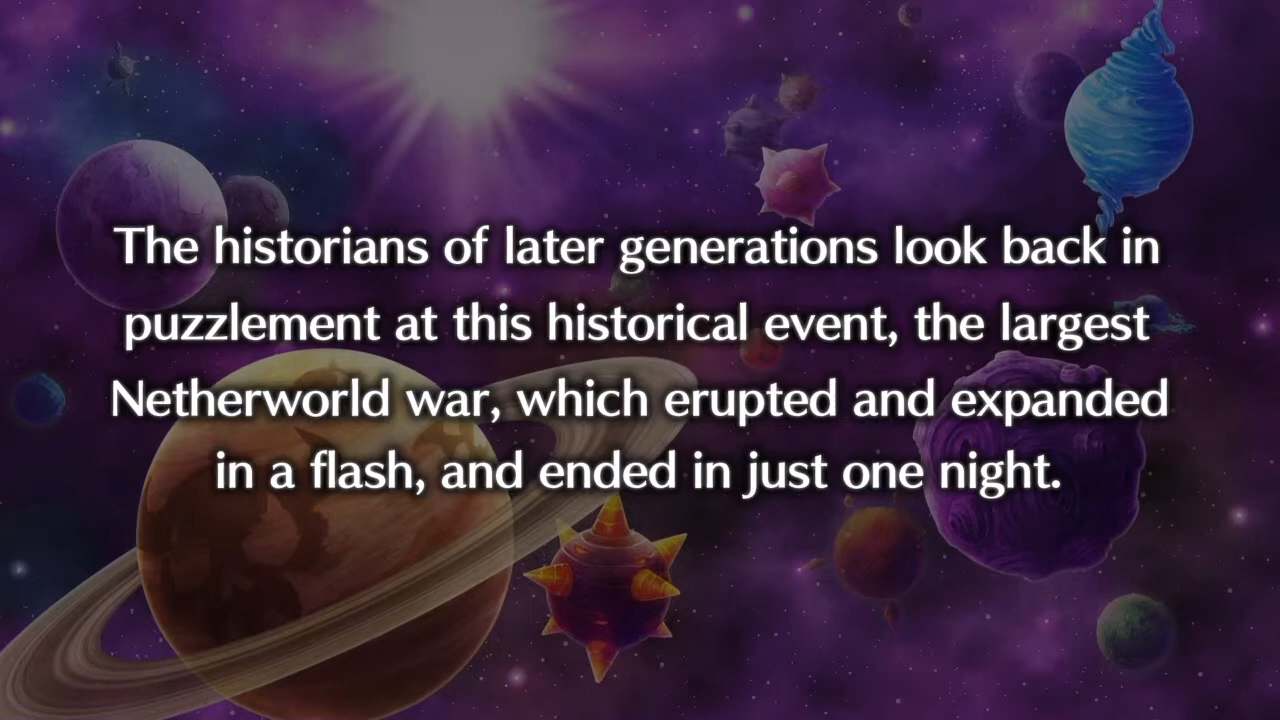 The historians of later generations look back in
puzzlement at this historical event, the largest
Netherworld war, which erupted and expanded
in a flash, and ended in just one night.